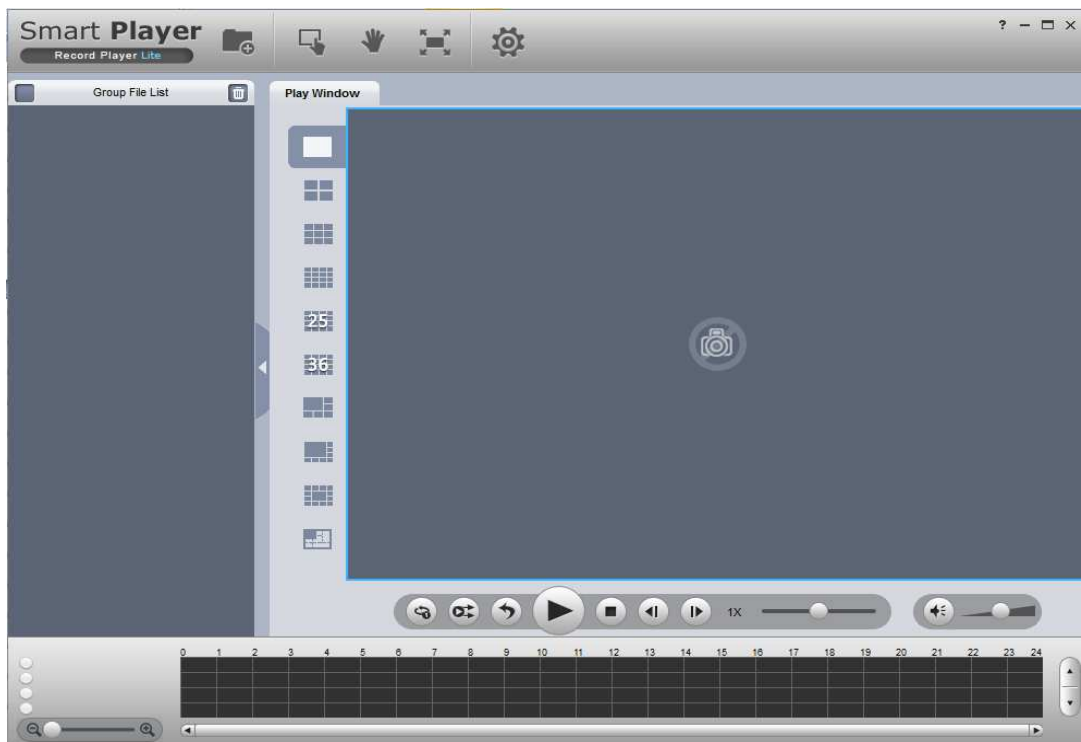 Smart Player
Record Player Lite
?
Group File List
Play Window
25
36
1X
0 1 2 3 4 5 6 7 8 9 10 11 12 13 14 15 16 17 18 19 20 21 22 23 24